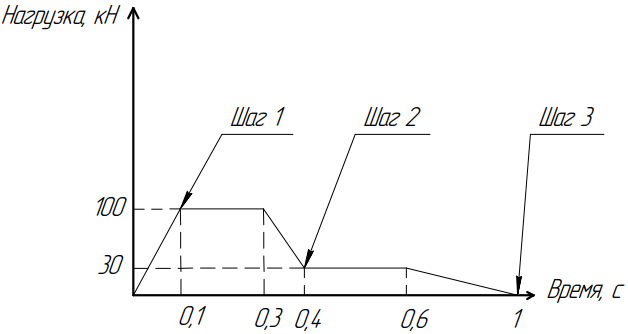 Нагрузка, кН
Шаг 1
Шаг 2
Шаг 3
100
30
Время, с
0,1
0,3
0,4
0,6
1